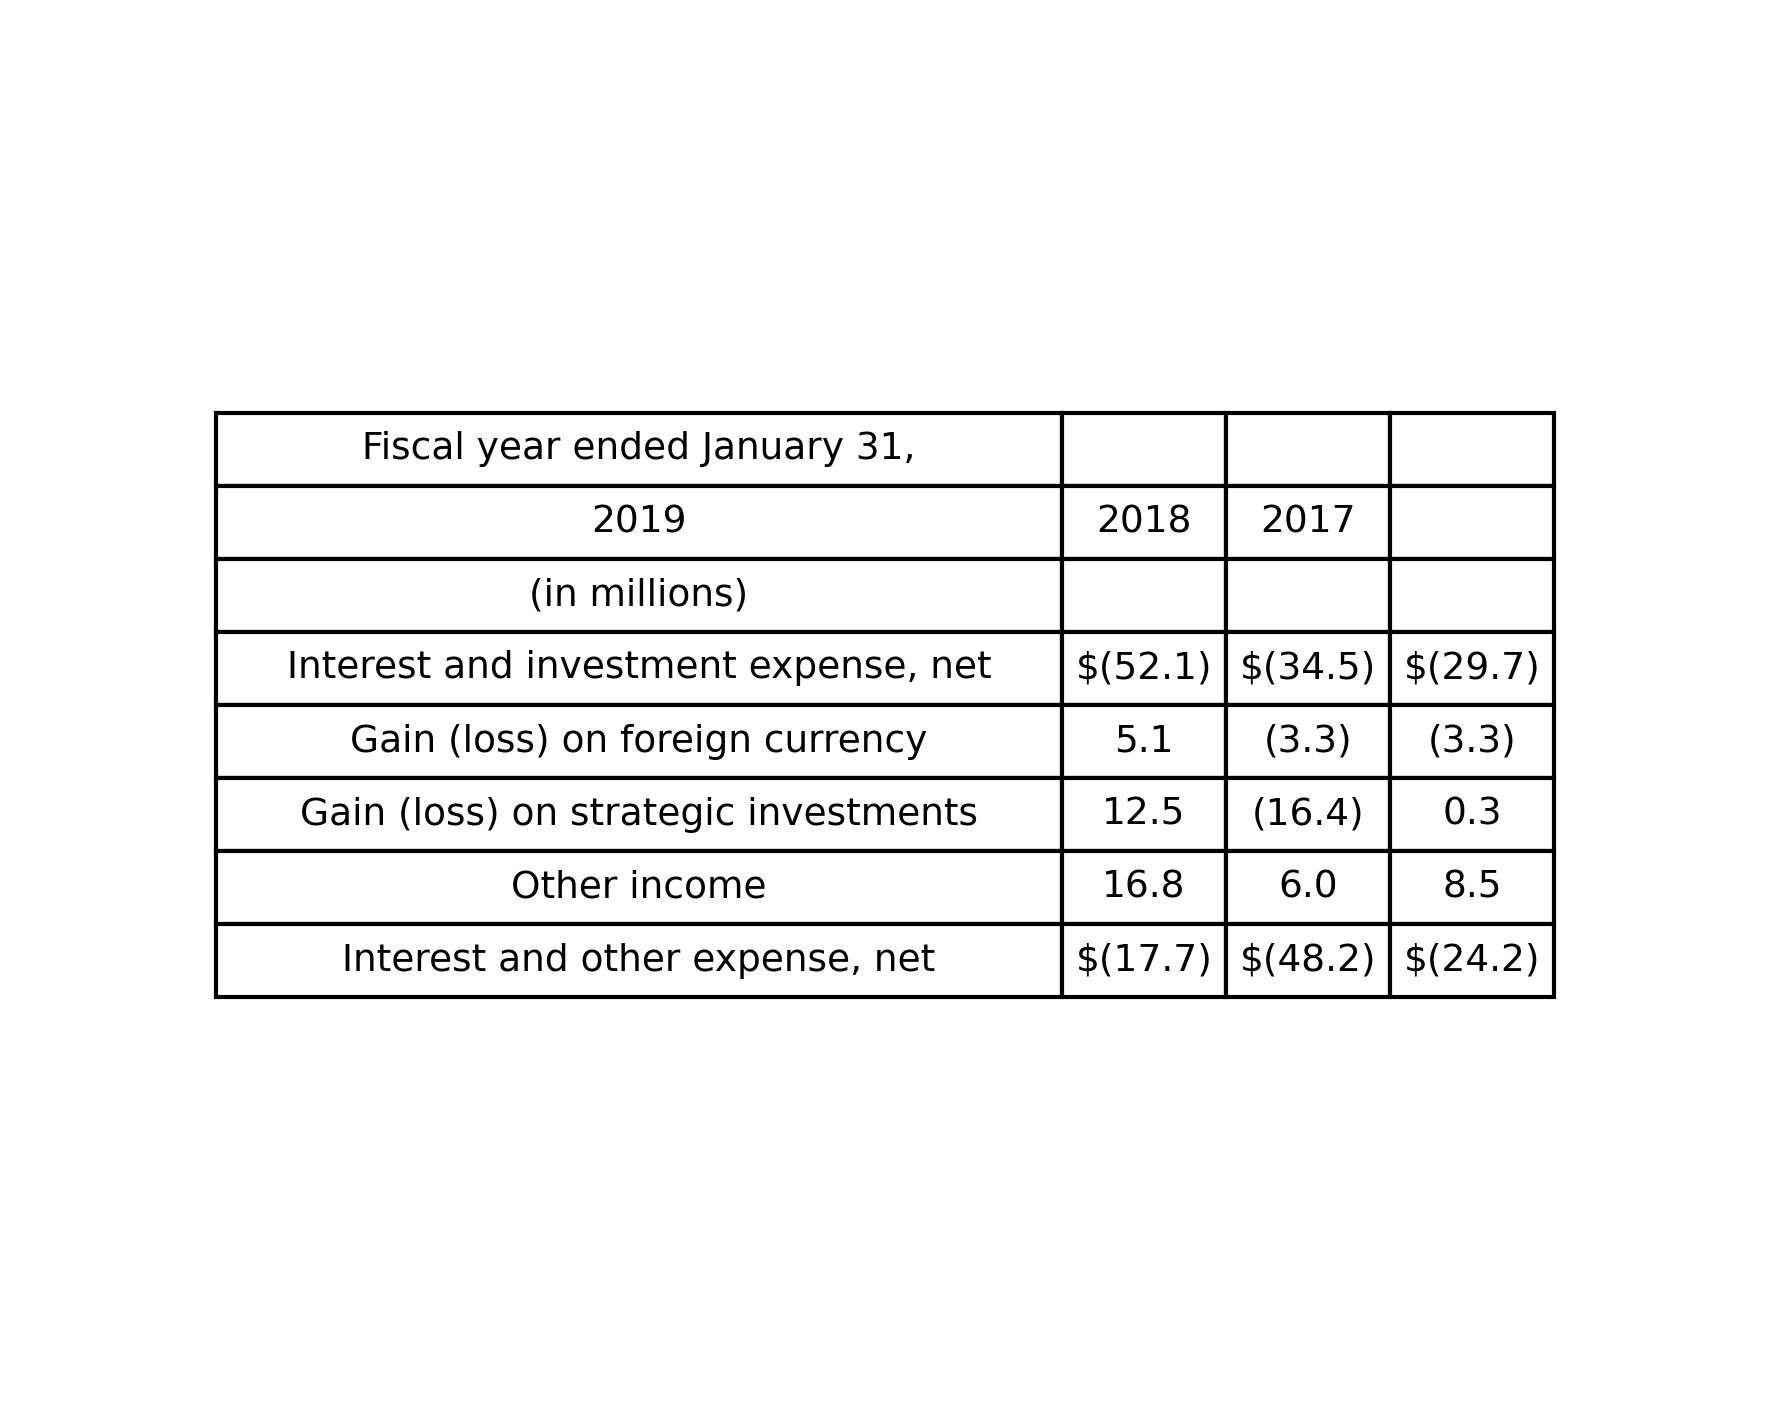 Fiscal year ended January 31,
2019 2018 2017
(in millions)
Interest and investment expense, net $(52.1) $(34.5) $(29.7)
Gain (loss) on foreign currency 5.1 (3.3) (3.3)
Gain (loss) on strategic investments 12.5 (16.4) 0.3
Other income 16.8 6.0 8.5
Interest and other expense, net $(17.7) $(48.2) $(24.2)